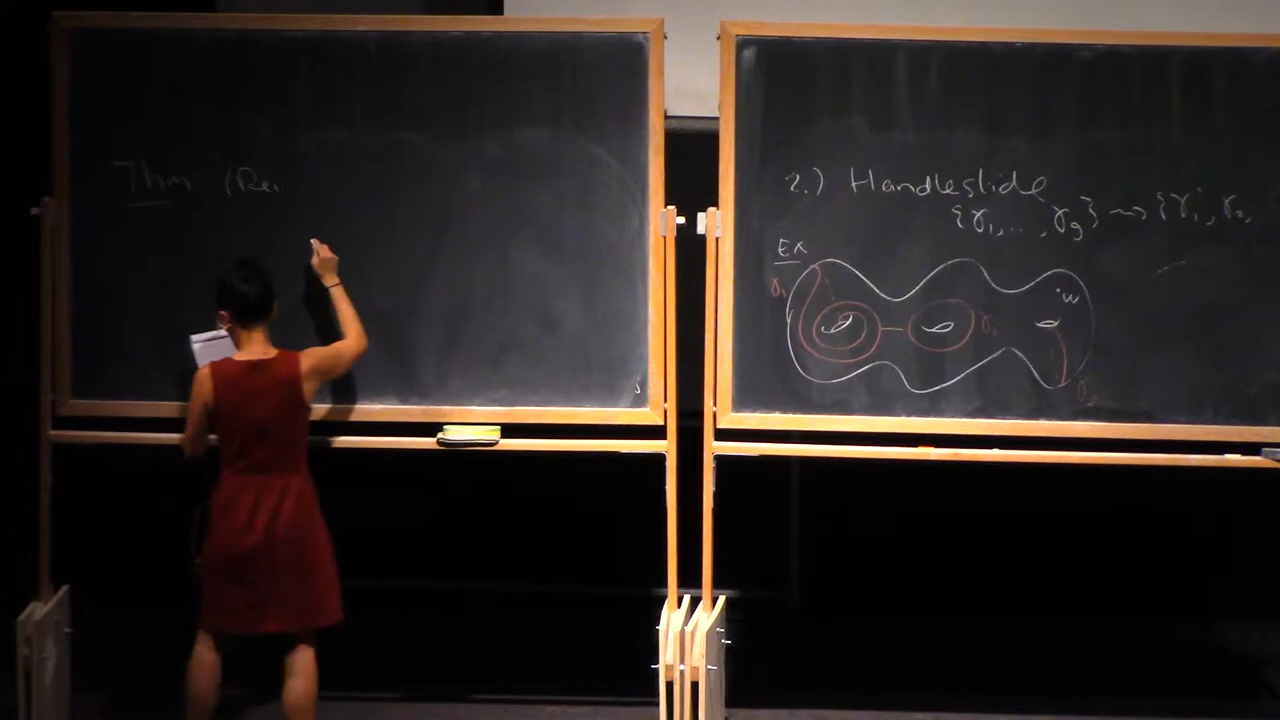 Thm (Rei
2.) Handleslide
{γ₁,..., γg} ⇝ {γ₁', γ₂,
Ex
γ₁
w
γ₂